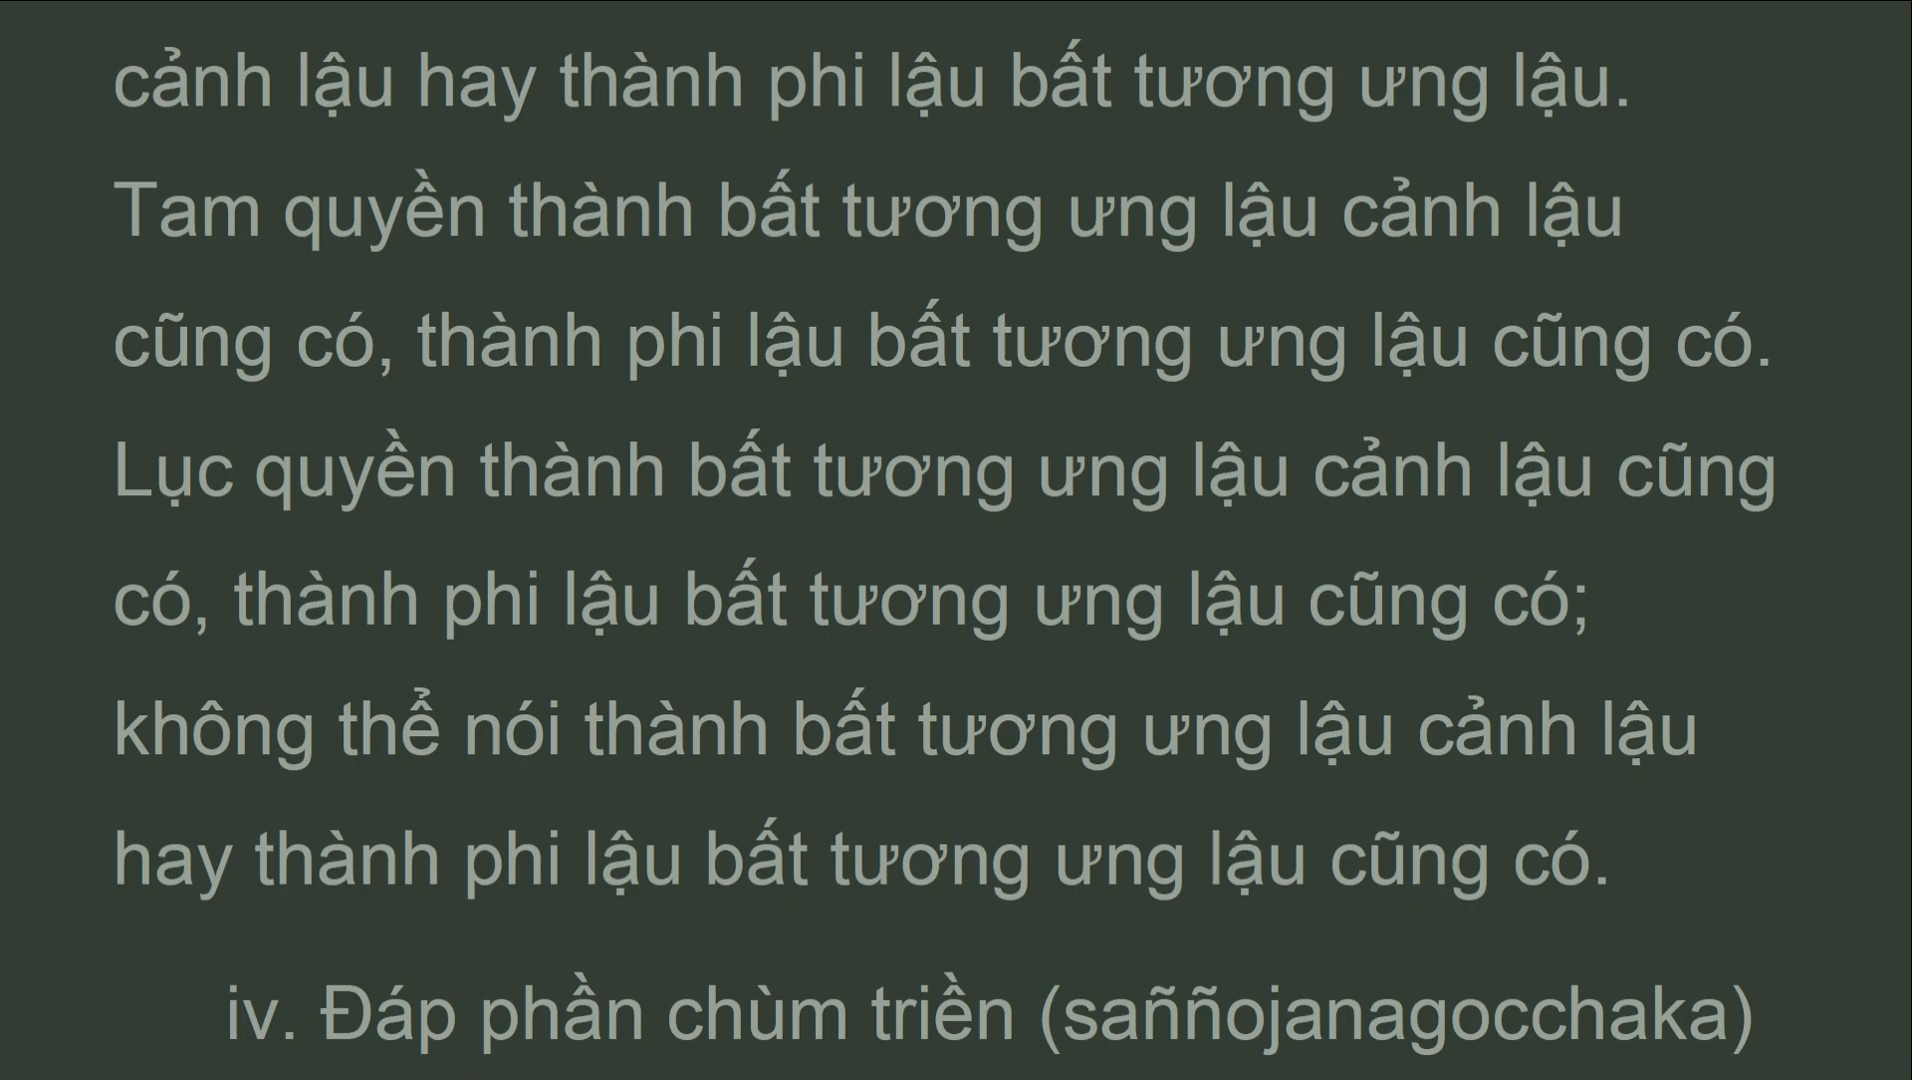 cảnh lậu hay thành phi lậu bất tương ưng lậu.
Tam quyền thành bất tương ưng lậu cảnh lậu
cũng có, thành phi lậu bất tương ưng lậu cũng có.
Lục quyền thành bất tương ưng lậu cảnh lậu cũng
có, thành phi lậu bất tương ưng lậu cũng có;
không thể nói thành bất tương ưng lậu cảnh lậu
hay thành phi lậu bất tương ưng lậu cũng có.
iv. Đáp phần chùm triền (saññojanagocchaka)